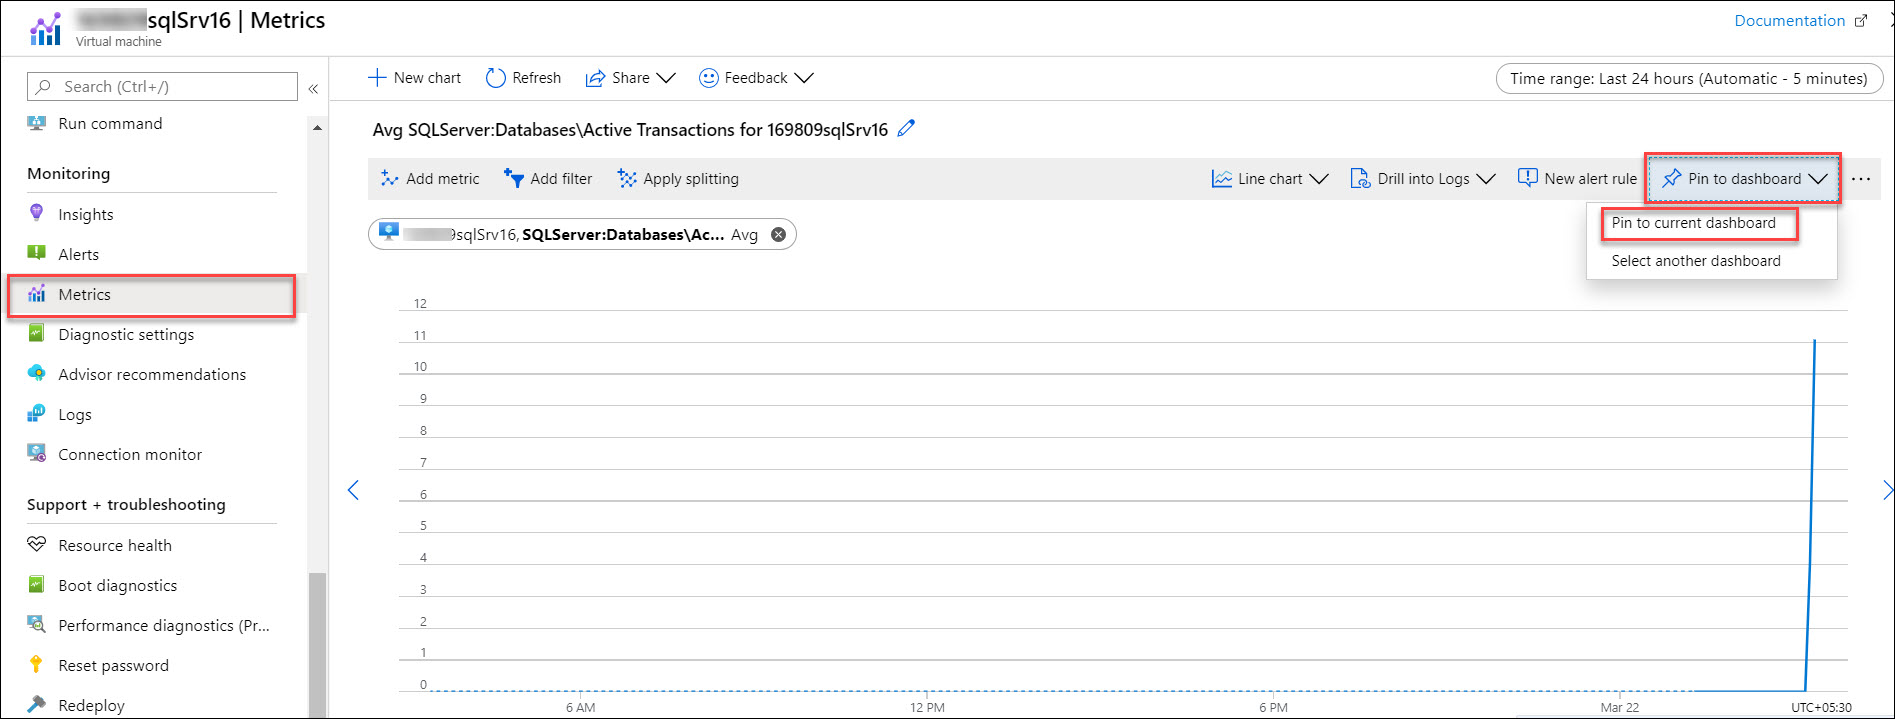 sqlSrv16 | Metrics
Virtual machine
Documentation
Search (Ctrl+/)
«
Run command
Monitoring
Insights
Alerts
Metrics
Diagnostic settings
Advisor recommendations
Logs
Connection monitor
Support + troubleshooting
Resource health
Boot diagnostics
Performance diagnostics (Pr...
Reset password
Redeploy
New chart
Refresh
Share
Feedback
Time range: Last 24 hours (Automatic - 5 minutes)
Avg SQLServer:Databases\Active Transactions for 169809sqlSrv16
Add metric
Add filter
Apply splitting
Line chart
Drill into Logs
New alert rule
Pin to dashboard
...
Pin to current dashboard
Select another dashboard
9sqlSrv16, SQLServer:Databases\Ac... Avg
12
11
10
9
8
7
6
5
4
3
2
1
0
6 AM
12 PM
6 PM
Mar 22
UTC+05:30